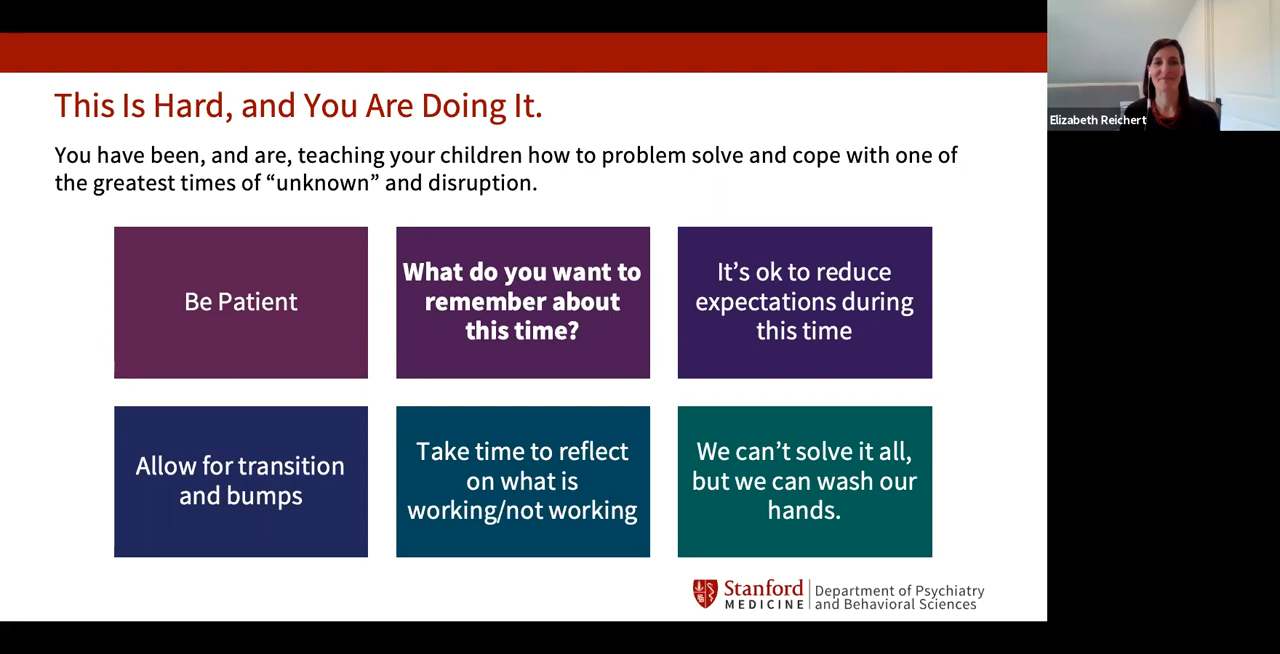 This Is Hard, and You Are Doing It.
You have been, and are, teaching your children how to problem solve and cope with one of
the greatest times of “unknown” and disruption.
Be Patient
What do you want to
remember about
this time?
It’s ok to reduce
expectations during
this time
Allow for transition
and bumps
Take time to reflect
on what is
working/not working
We can’t solve it all,
but we can wash our
hands.
Stanford
MEDICINE
Department of Psychiatry
and Behavioral Sciences
Elizabeth Reichert